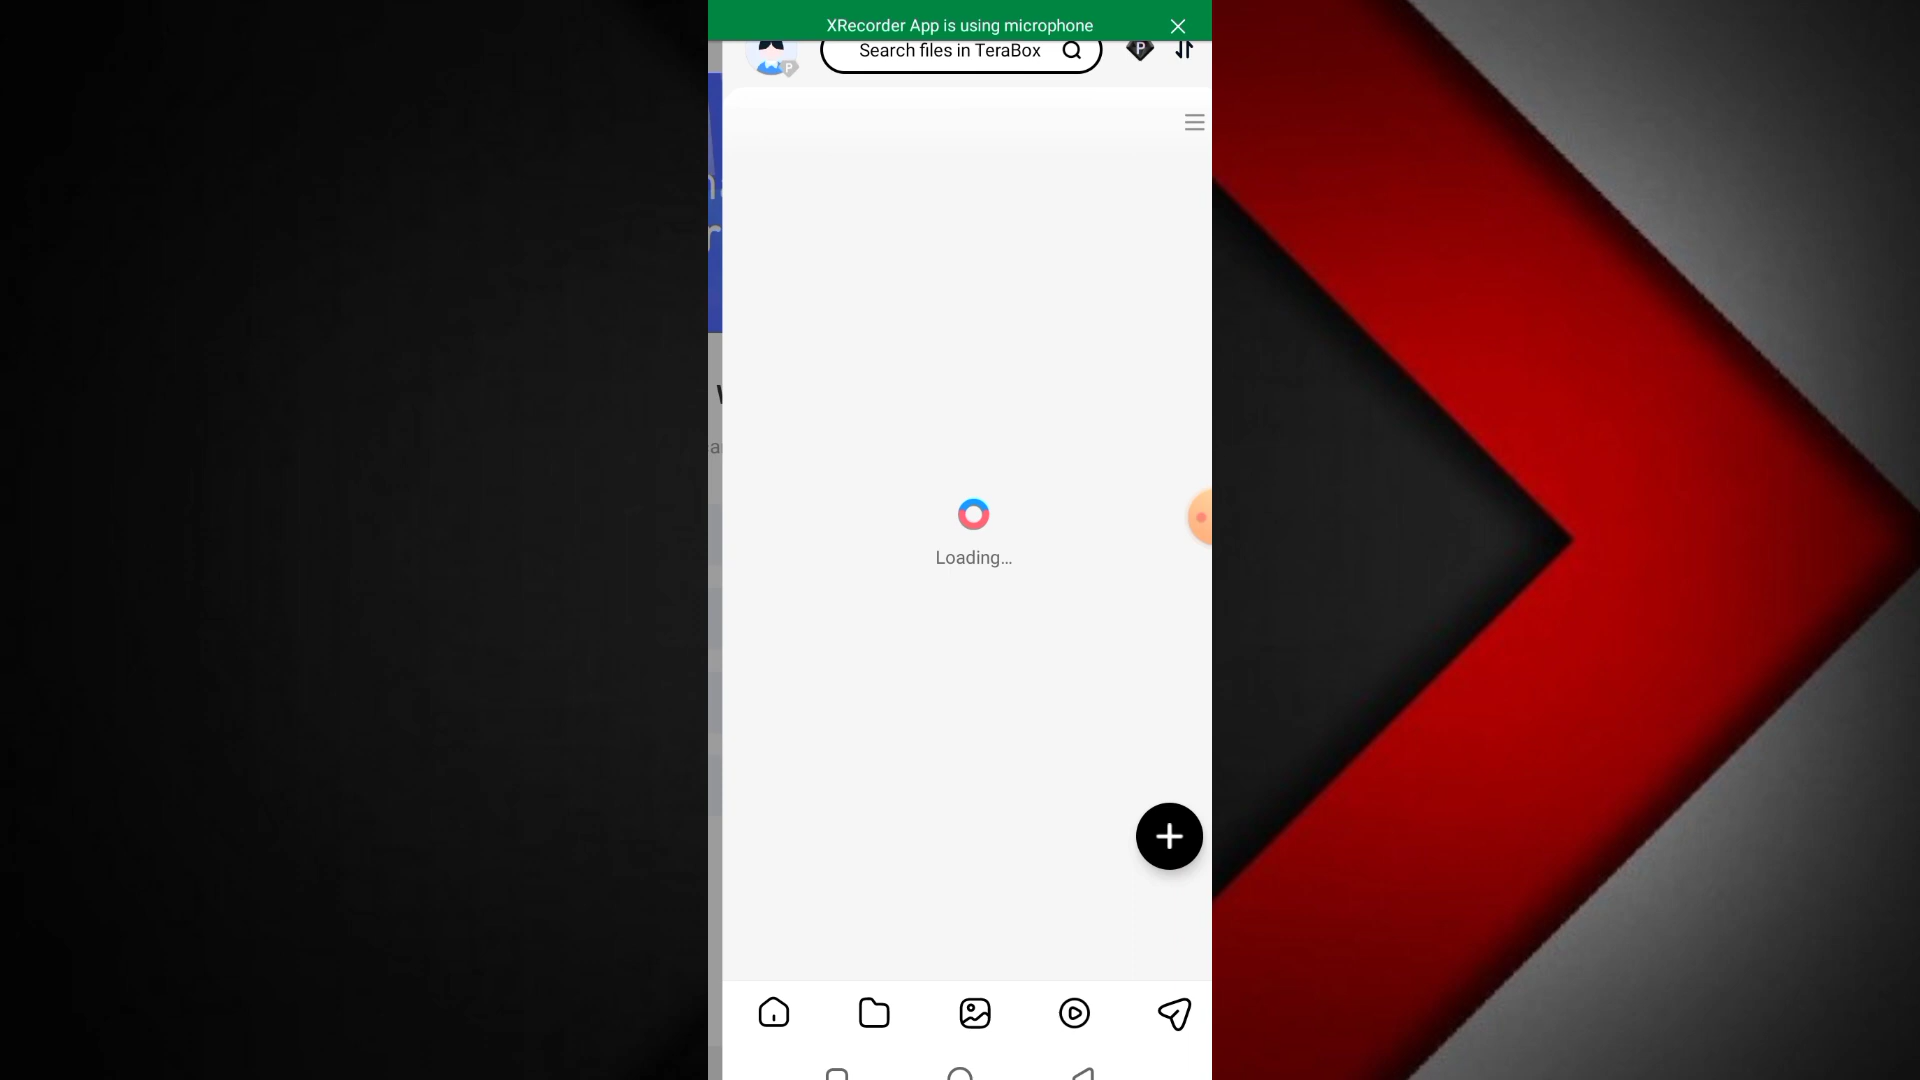 XRecorder App is using microphone
Search files in TeraBox
P
P
Loading...